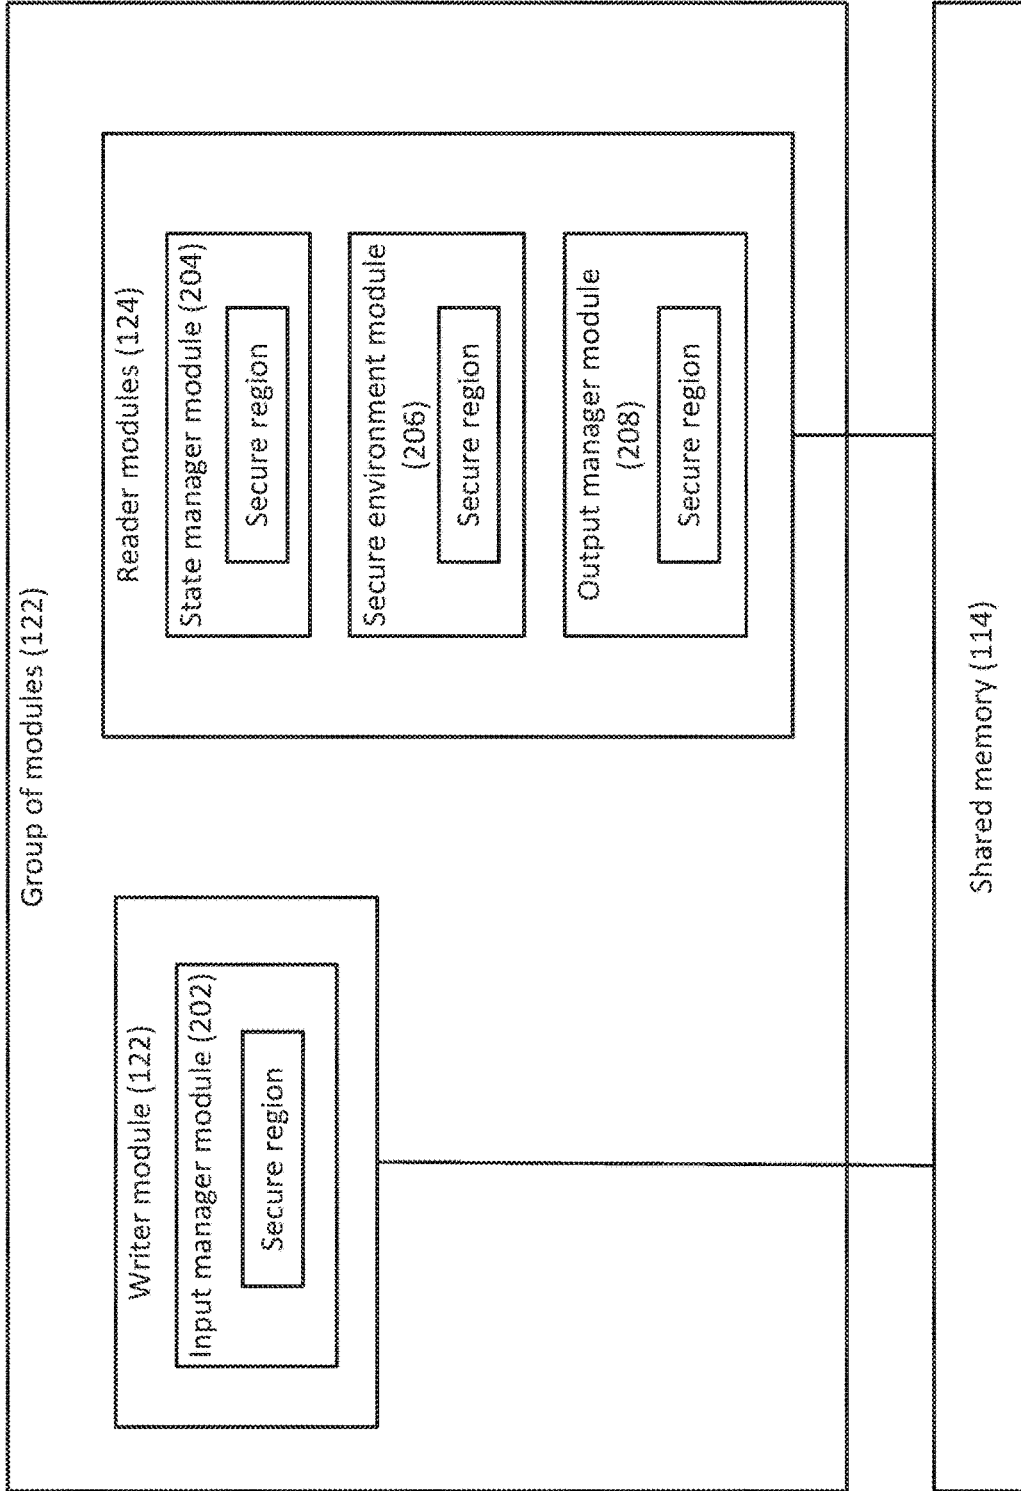 Group of modules (122)
Writer module (122)
Input manager module (202)
Secure region
Reader modules (124)
State manager module (204)
Secure region
Secure environment module
(206)
Secure region
Output manager module
(208)
Secure region
Shared memory (114)